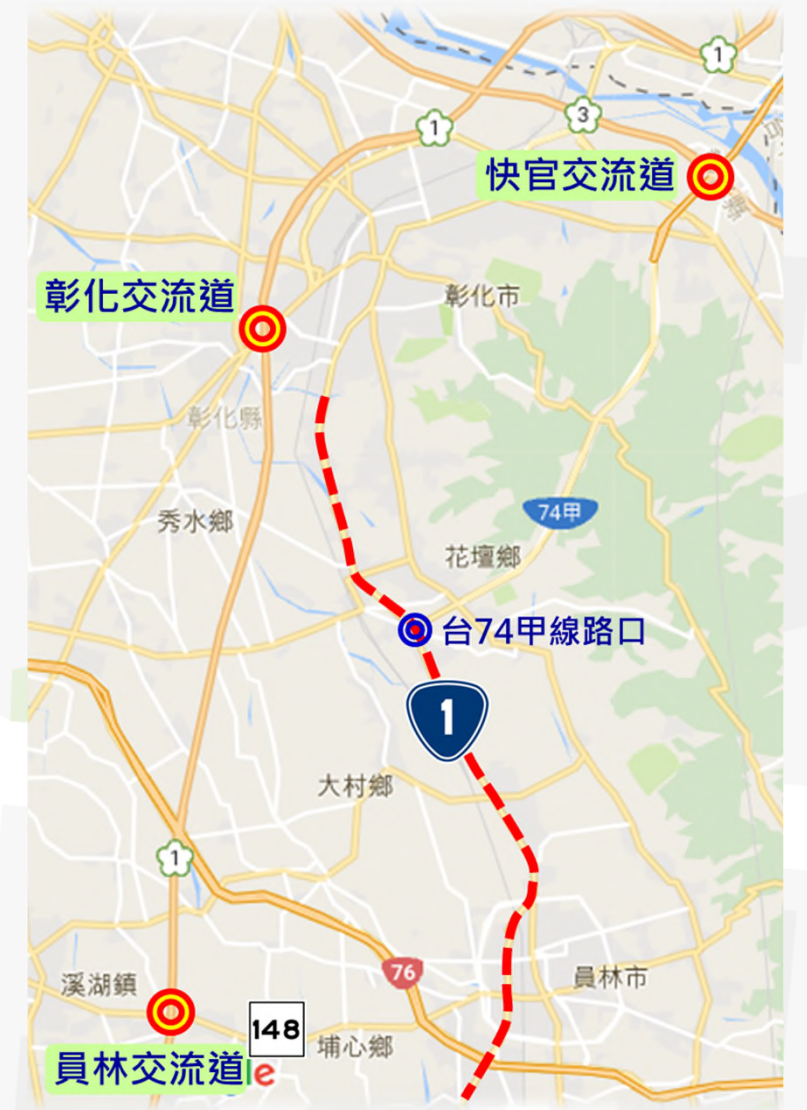 1
3
1
快官交流道
彰化市
彰化交流道
彰化縣
74甲
秀水鄉
花壇鄉
台74甲線路口
1
大村鄉
1
76
員林市
溪湖鎮
148
埔心鄉
員林交流道